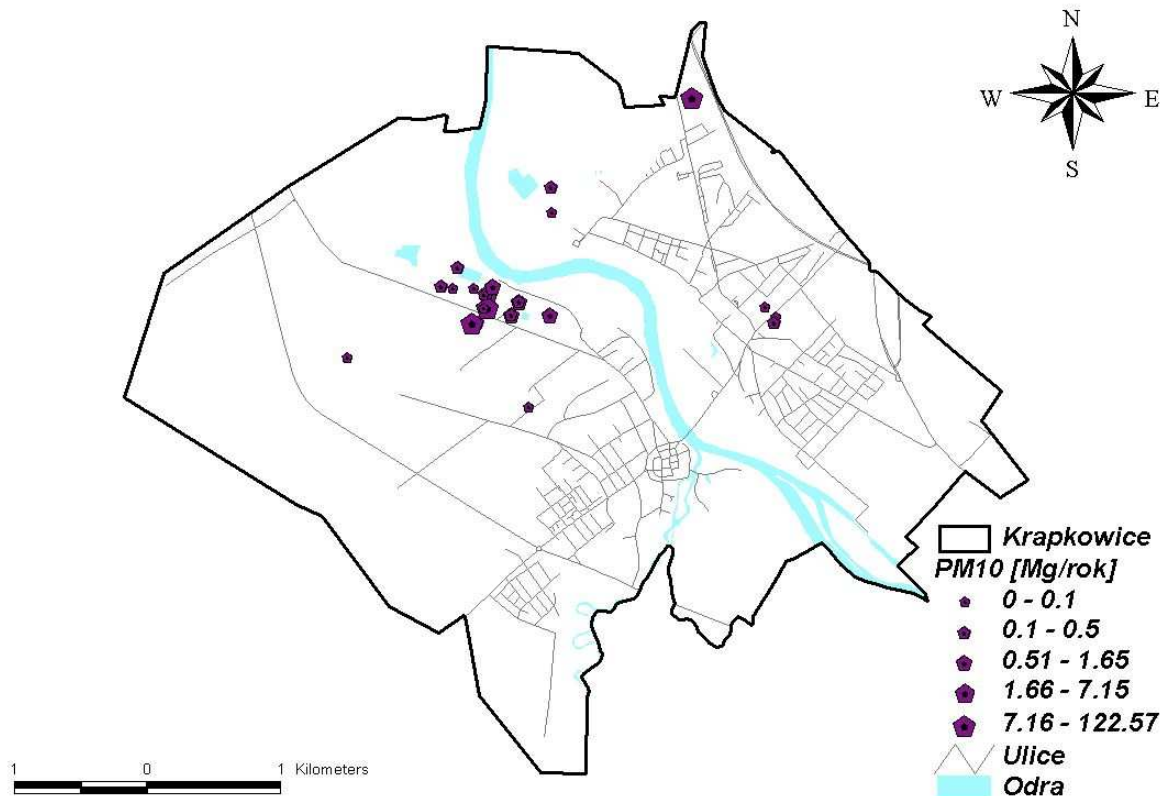 N
W E
S
Krapkowice
PM10 [Mg/rok]
0 - 0.1
0.1 - 0.5
0.51 - 1.65
1.66 - 7.15
7.16 - 122.57
Ulice
Odra
1 0 1 Kilometers